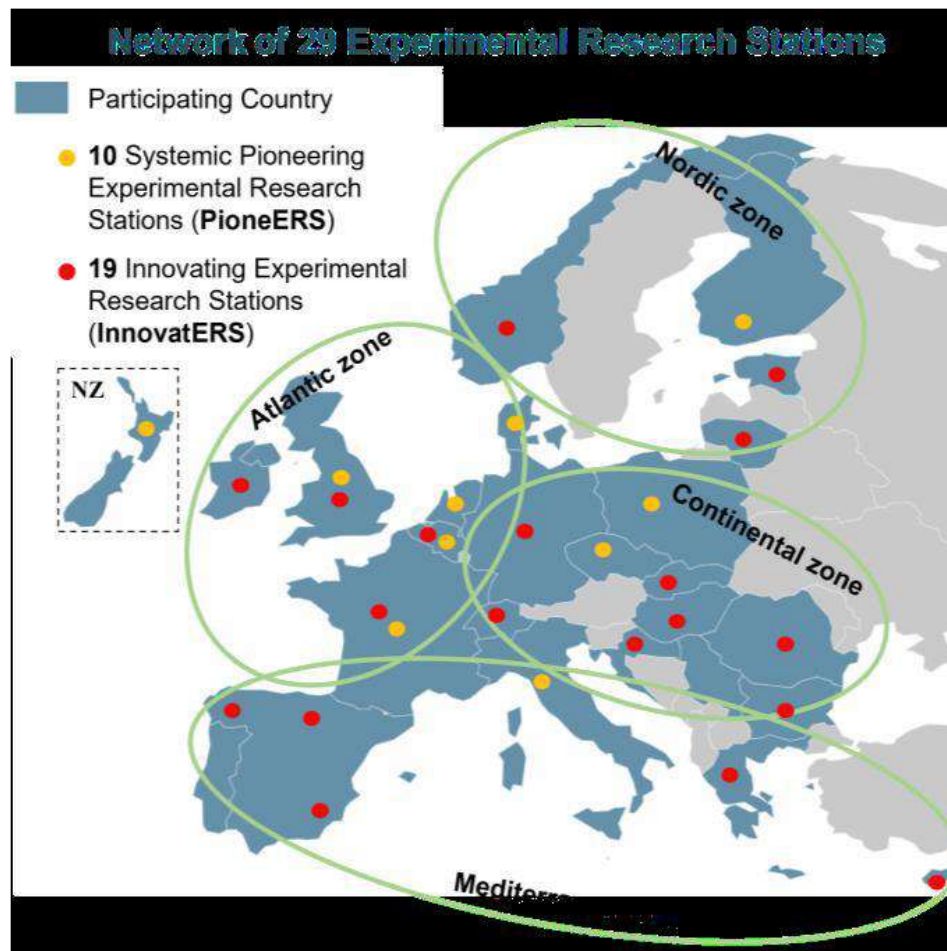 Network of 29 Experimental Research Stations
Participating Country
10 Systemic Pioneering
Experimental Research
Stations (PioneERS)
19 Innovating Experimental
Research Stations
(InnovatERS)
Nordic zone
Atlantic zone
NZ
Continental zone
Mediterr